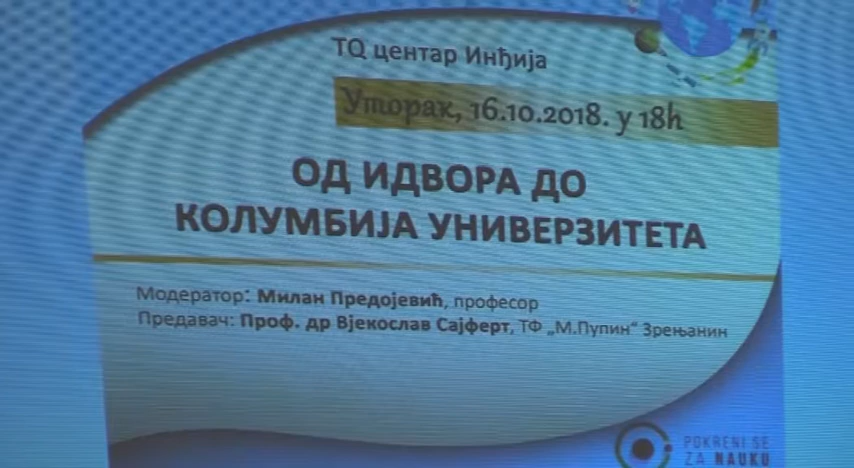 TQ центар Инђија
Уторак, 16.10.2018. у 18h
ОД ИДВОРА ДО
КОЛУМБИЈА УНИВЕРЗИТЕТА
Модератор: Милан Предојевић, професор
Предавач: Проф. др Вјекослав Сајферт, ТФ „М.Пупин“ Зрењанин
POKRENI SE
ZA NAUKU